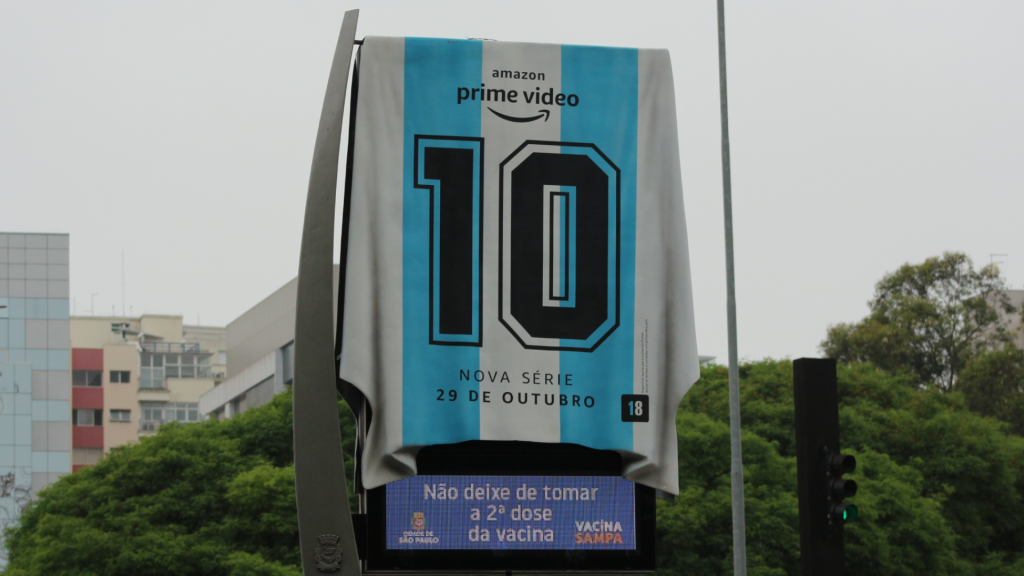 amazon
prime video
10
NOVA SÉRIE
29 DE OUTUBRO
18
Não deixe de tomar
a 2ª dose
da vacina
CIDADE DE
SÃO PAULO
VACINA
SAMPA